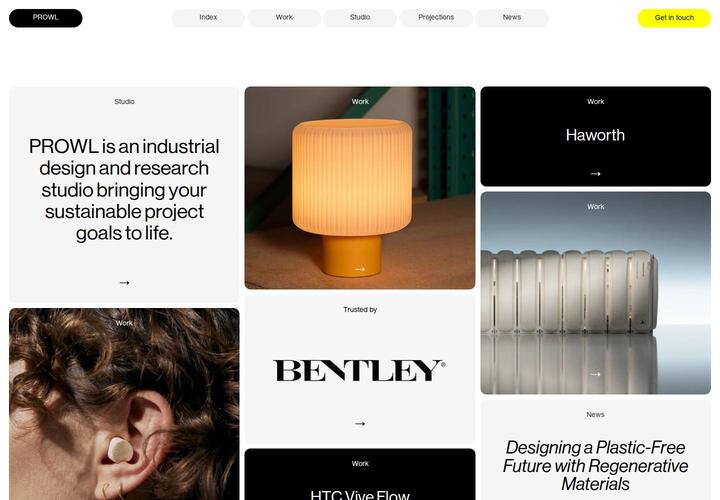 PROWL
Index
Work
Studio
Projections
News
Get in touch
Studio
PROWL is an industrial
design and research
studio bringing your
sustainable project
goals to life.
→
Work
Work
→
Trusted by
BENTLEY®
→
Work
HTC Vive Flow
Work
Haworth
→
Work
→
News
Designing a Plastic-Free
Future with Regenerative
Materials